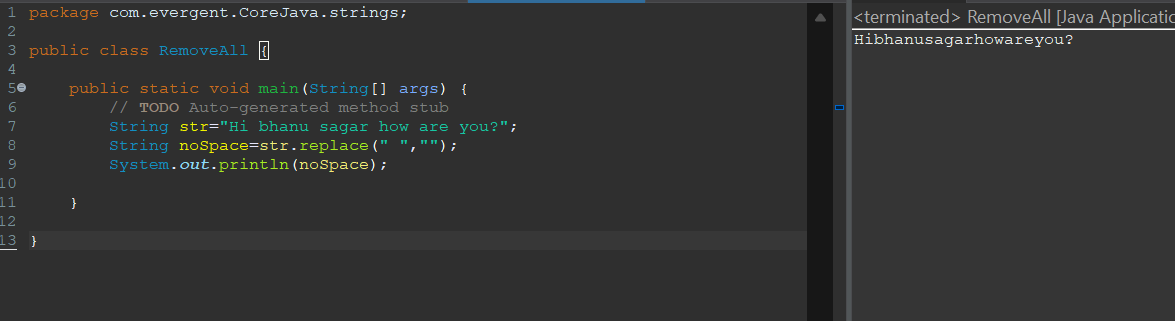 1 package com.evergent.CoreJava.strings;
2
3 public class RemoveAll {
4
5 public static void main(String[] args) {
6 // TODO Auto-generated method stub
7 String str="Hi bhanu sagar how are you?";
8 String noSpace=str.replace(" ","");
9 System.out.println(noSpace);
10
11 }
12
13 }
<terminated> RemoveAll [Java Applicatio
Hibhanusagarhowareyou?